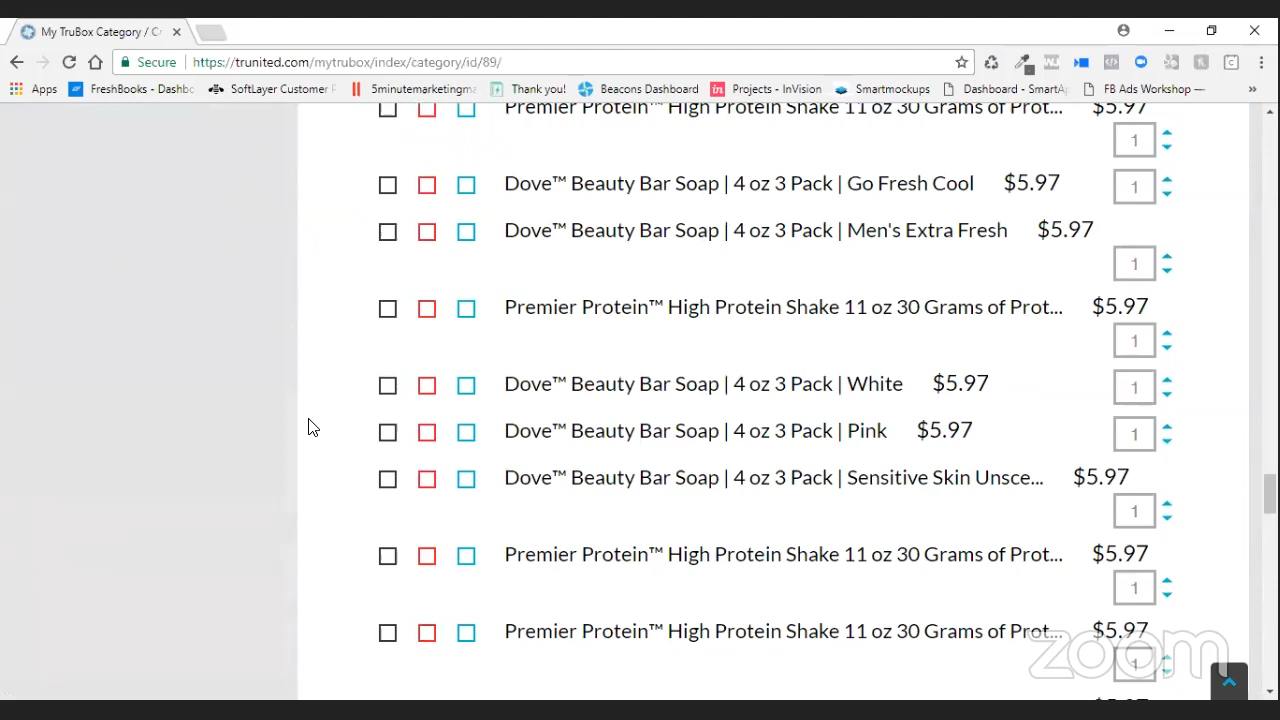 My TruBox Category / Cr
Secure | https://trunited.com/mytrubox/index/category/id/89/
Apps FreshBooks - Dashbc SoftLayer Customer P 5minutemarketingma Thank you! Beacons Dashboard Projects - InVision Smartmockups Dashboard - SmartAp FB Ads Workshop — »
Premier Protein™ High Protein Shake 11 oz 30 Grams of Prot... $5.97
1
Dove™ Beauty Bar Soap | 4 oz 3 Pack | Go Fresh Cool $5.97 1
Dove™ Beauty Bar Soap | 4 oz 3 Pack | Men's Extra Fresh $5.97
1
Premier Protein™ High Protein Shake 11 oz 30 Grams of Prot... $5.97
1
Dove™ Beauty Bar Soap | 4 oz 3 Pack | White $5.97 1
Dove™ Beauty Bar Soap | 4 oz 3 Pack | Pink $5.97 1
Dove™ Beauty Bar Soap | 4 oz 3 Pack | Sensitive Skin Unsce... $5.97
1
Premier Protein™ High Protein Shake 11 oz 30 Grams of Prot... $5.97
1
Premier Protein™ High Protein Shake 11 oz 30 Grams of Prot... $5.97
1
zoom